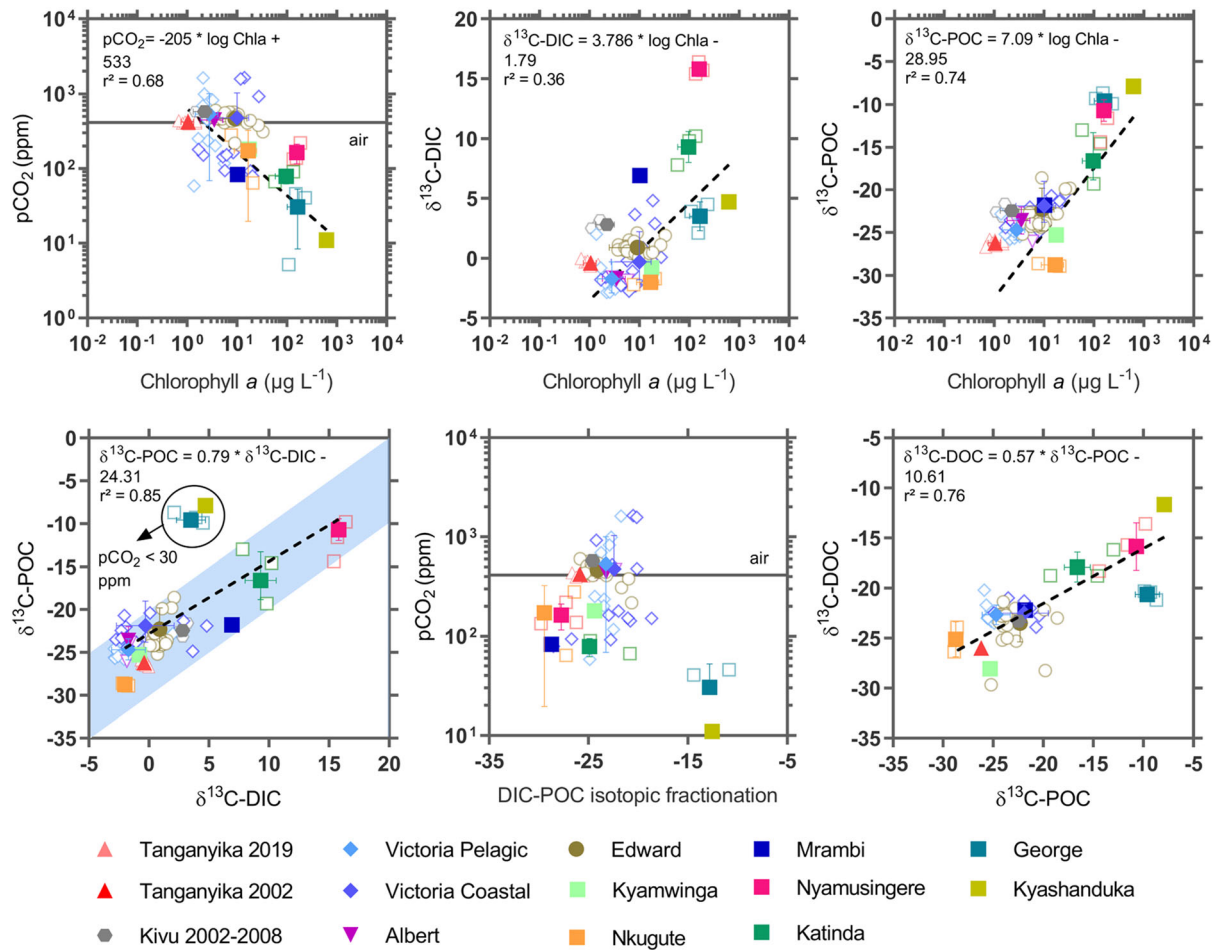 pCO₂= -205 * log Chla +
533
r² = 0.68
air
10⁴
10³
10²
10¹
10⁰
pCO₂ (ppm)
10⁻² 10⁻¹ 10⁰ 10¹ 10² 10³ 10⁴
Chlorophyll a (µg L⁻¹)
δ¹³C-DIC = 3.786 * log Chla -
1.79
r² = 0.36
20
15
10
5
0
-5
δ¹³C-DIC
10⁻² 10⁻¹ 10⁰ 10¹ 10² 10³ 10⁴
Chlorophyll a (µg L⁻¹)
δ¹³C-POC = 7.09 * log Chla -
28.95
r² = 0.74
0
-5
-10
-15
-20
-25
-30
-35
δ¹³C-POC
10⁻² 10⁻¹ 10⁰ 10¹ 10² 10³ 10⁴
Chlorophyll a (µg L⁻¹)
δ¹³C-POC = 0.79 * δ¹³C-DIC -
24.31
r² = 0.85
pCO₂ < 30
ppm
0
-5
-10
-15
-20
-25
-30
-35
δ¹³C-POC
-5 0 5 10 15 20
δ¹³C-DIC
air
10⁴
10³
10²
10¹
pCO₂ (ppm)
-35 -25 -15 -5
DIC-POC isotopic fractionation
δ¹³C-DOC = 0.57 * δ¹³C-POC -
10.61
r² = 0.76
-5
-10
-15
-20
-25
-30
-35
δ¹³C-DOC
-30 -25 -20 -15 -10 -5
δ¹³C-POC
Tanganyika 2019
Victoria Pelagic
Edward
Mrambi
George
Tanganyika 2002
Victoria Coastal
Kyamwinga
Nyamusingere
Kyashanduka
Kivu 2002-2008
Albert
Nkugute
Katinda